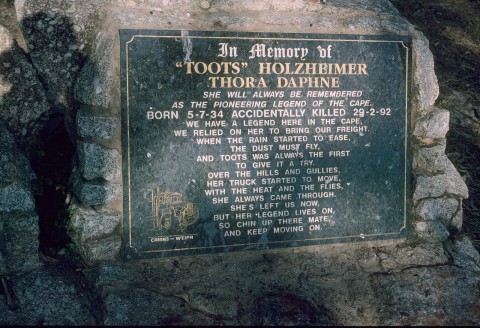 In Memory of
"TOOTS" HOLZHEIMER
THORA DAPHNE
SHE WILL ALWAYS BE REMEMBERED
AS THE PIONEERING LEGEND OF THE CAPE.
BORN 5-7-34 ACCIDENTALLY KILLED 29-2-92
WE HAVE A LEGEND HERE IN THE CAPE,
WE RELIED ON HER TO BRING OUR FREIGHT.
WHEN THE RAIN STARTED TO EASE,
THE DUST MUST FLY,
AND TOOTS WAS ALWAYS THE FIRST
TO GIVE IT A TRY.
OVER THE HILLS AND GULLIES,
HER TRUCK STARTED TO MOVE,
WITH THE HEAT AND THE FLIES,
SHE ALWAYS CAME THROUGH.
SHE'S LEFT US NOW,
BUT HER LEGEND LIVES ON,
SO CHIN UP THERE MATE,
AND KEEP MOVING ON.
CAIRNS-WEIPA